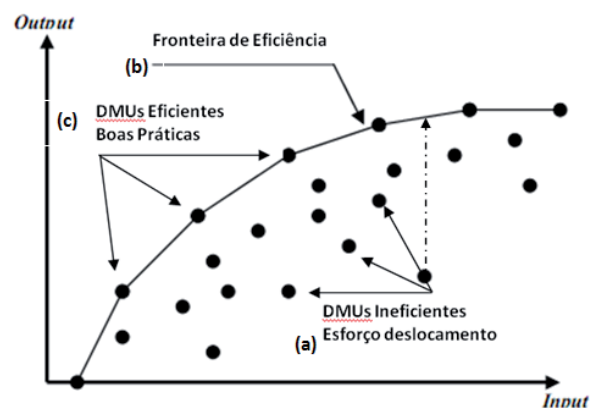 Output
Fronteira de Eficiência
(b)
(c)
DMUs Eficientes
Boas Práticas
DMUs Ineficientes
Esforço deslocamento
(a)
Input